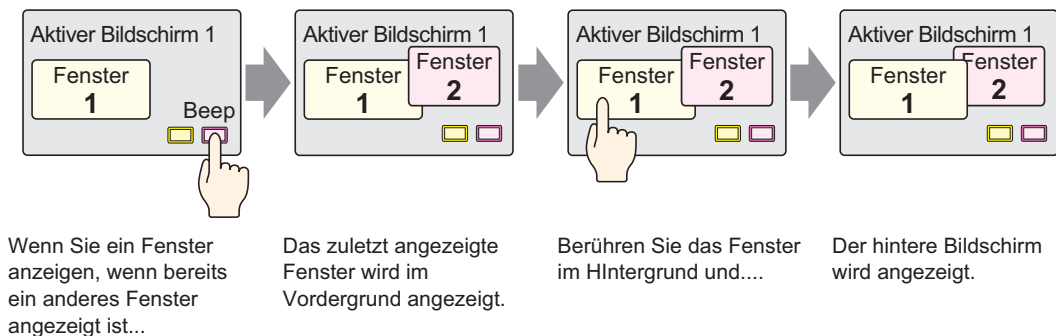 Aktiver Bildschirm 1
Fenster
1
Beep
Aktiver Bildschirm 1
Fenster
1
Fenster
2
Aktiver Bildschirm 1
Fenster
1
Fenster
2
Aktiver Bildschirm 1
Fenster
1
Fenster
2
Wenn Sie ein Fenster
anzeigen, wenn bereits
ein anderes Fenster
angezeigt ist...
Das zuletzt angezeigte
Fenster wird im
Vordergrund angezeigt.
Berühren Sie das Fenster
im HIntergrund und....
Der hintere Bildschirm
wird angezeigt.